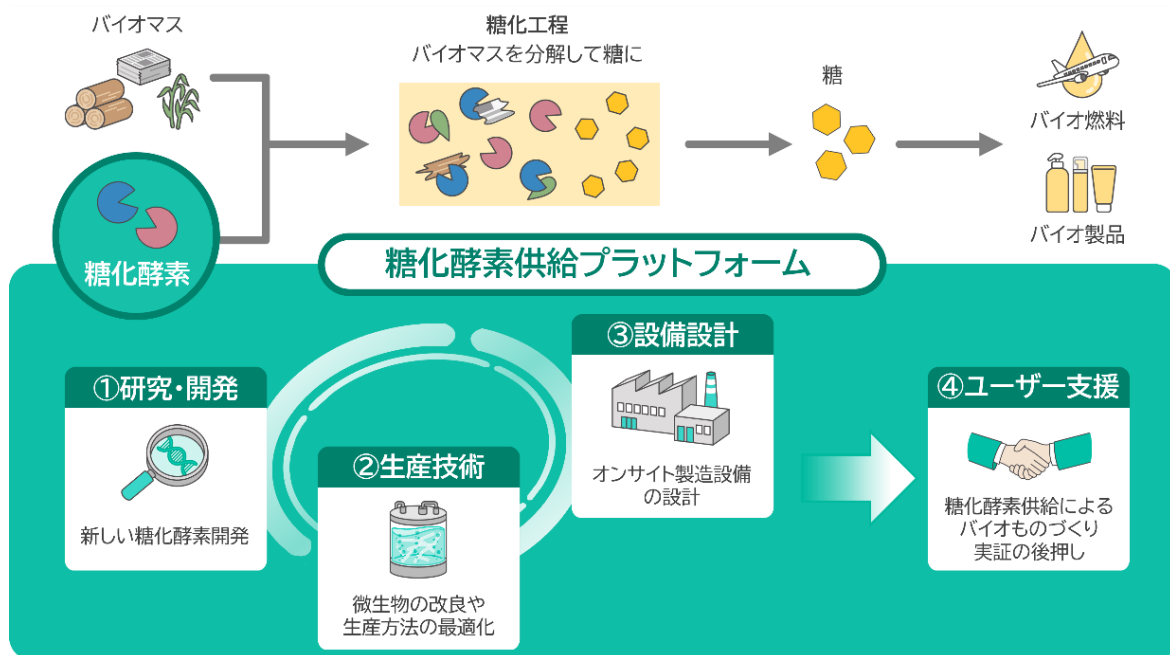 バイオマス
糖化工程
バイオマスを分解して糖に
糖
バイオ燃料
バイオ製品
糖化酵素
糖化酵素供給プラットフォーム
①研究・開発
新しい糖化酵素開発
②生産技術
微生物の改良や
生産方法の最適化
③設備設計
オンサイト製造設備
の設計
④ユーザー支援
糖化酵素供給による
バイオものづくり
実証の後押し